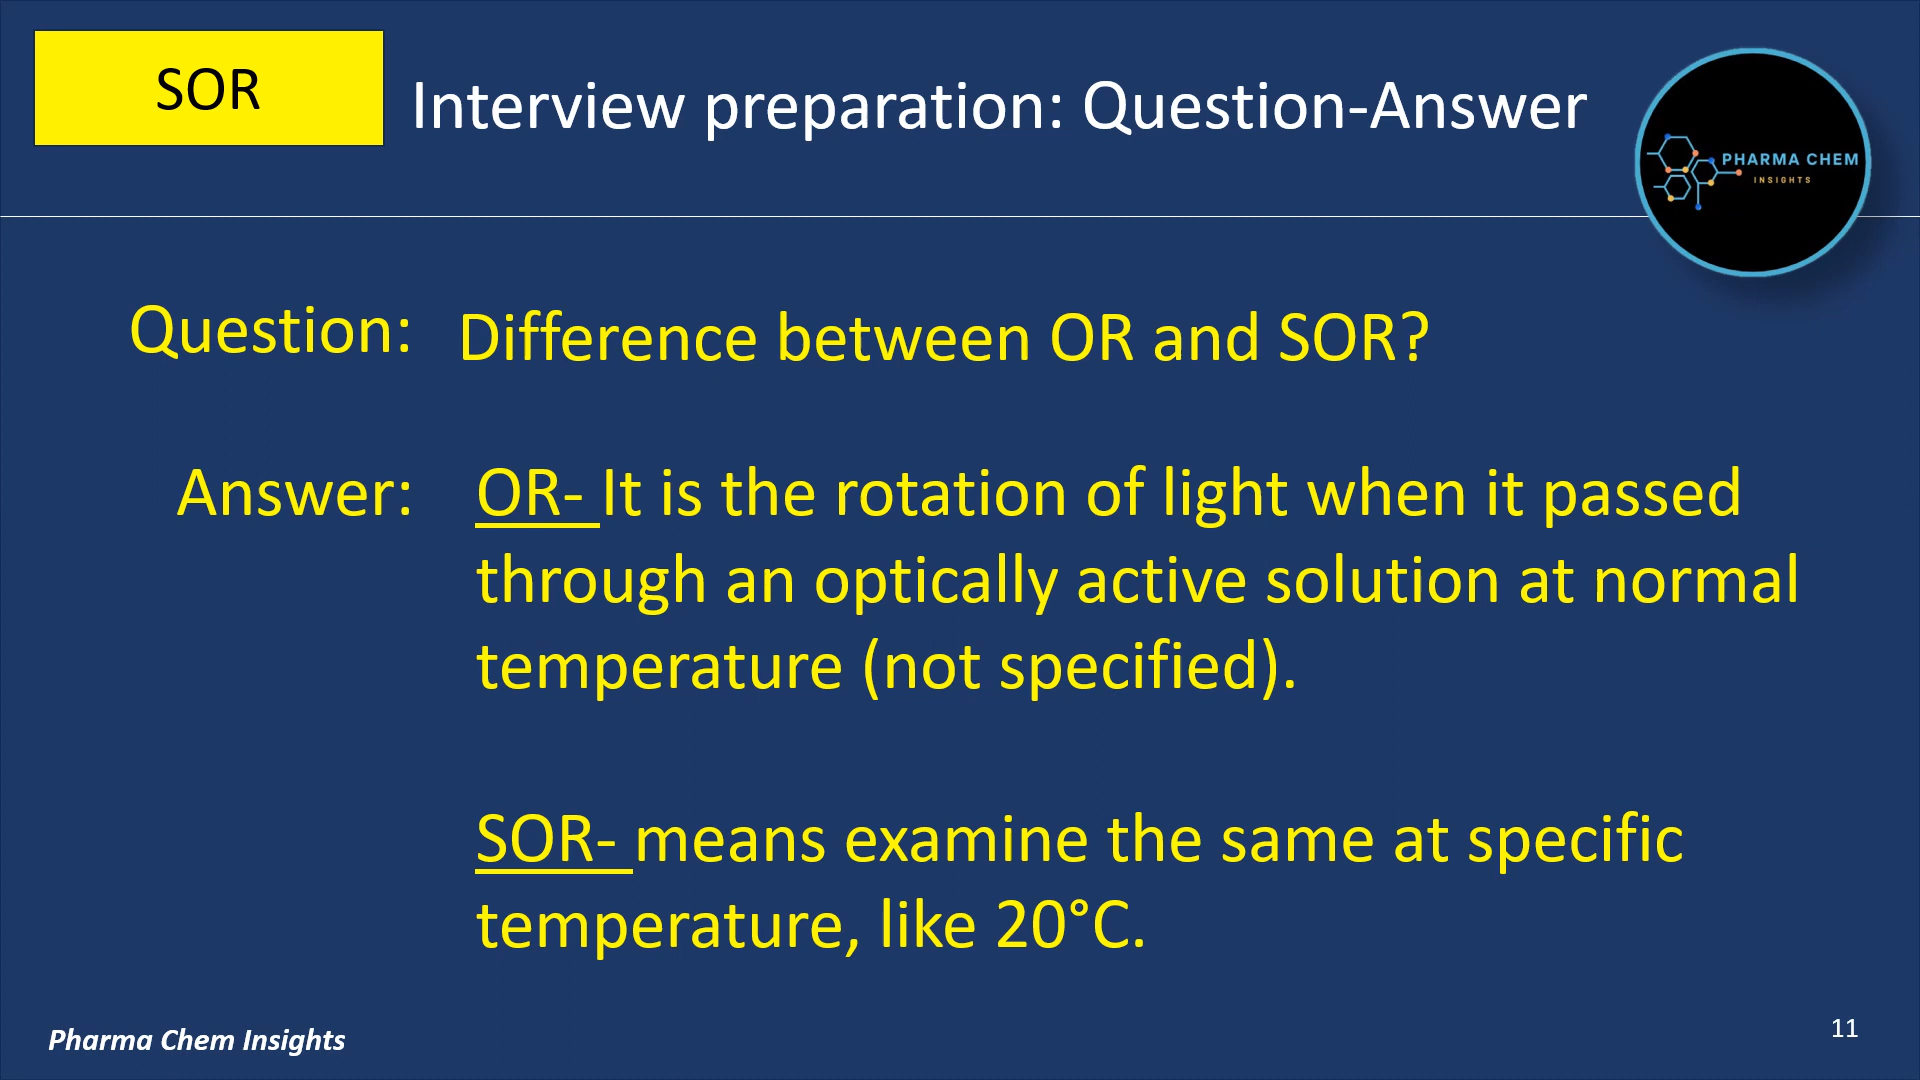 SOR
Interview preparation: Question-Answer
PHARMA CHEM
INSIGHTS
Question: Difference between OR and SOR?
Answer: OR- It is the rotation of light when it passed
through an optically active solution at normal
temperature (not specified).
SOR- means examine the same at specific
temperature, like 20°C.
Pharma Chem Insights
11